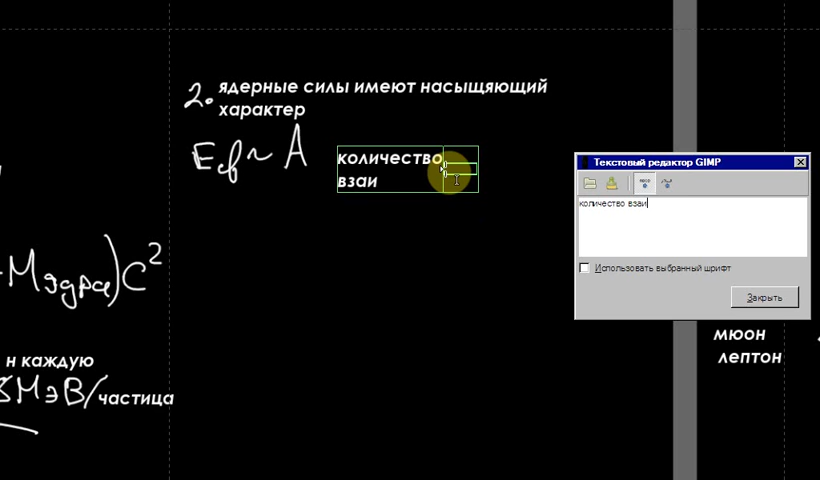 2. ядерные силы имеют насыщяющий
характер
Eсв ~ A
количество
взаи
Текстовый редактор GIMP
количество взаи
Использовать выбранный шрифт
Закрыть
Mядра)C²
н каждую
МэВ/частица
мюон
лептон